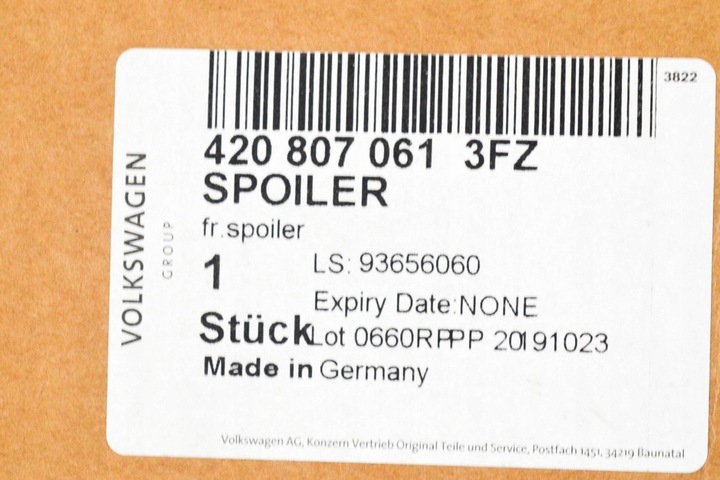 3822
420 807 061 3FZ
SPOILER
fr.spoiler
1
LS: 93656060
Expiry Date:NONE
Stück
Lot 0660RPPP 20191023
Made in Germany
VOLKSWAGEN
GROUP
Volkswagen AG, Konzern Vertrieb Original Teile und Service, Postfach 1451, 34219 Baunatal